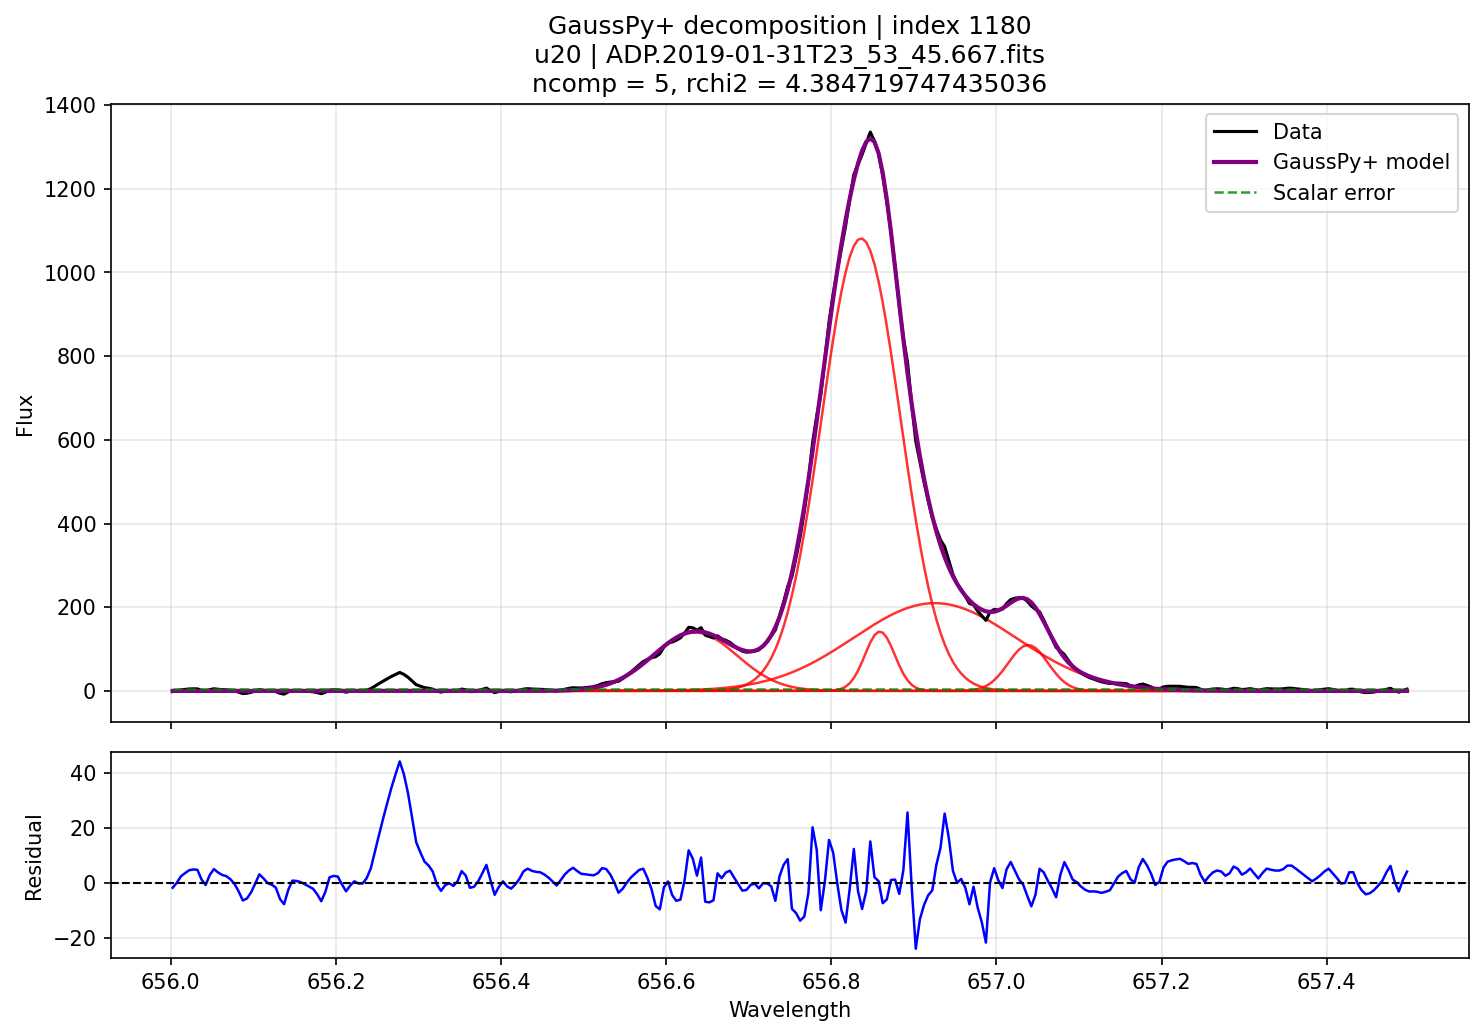 GaussPy+ decomposition | index 1180
u20 | ADP.2019-01-31T23_53_45.667.fits
ncomp = 5, rchi2 = 4.384719747435036
1400
1200
1000
800
600
400
200
0
Flux
Data
GaussPy+ model
Scalar error
40
20
0
−20
Residual
656.0
656.2
656.4
656.6
656.8
657.0
657.2
657.4
Wavelength